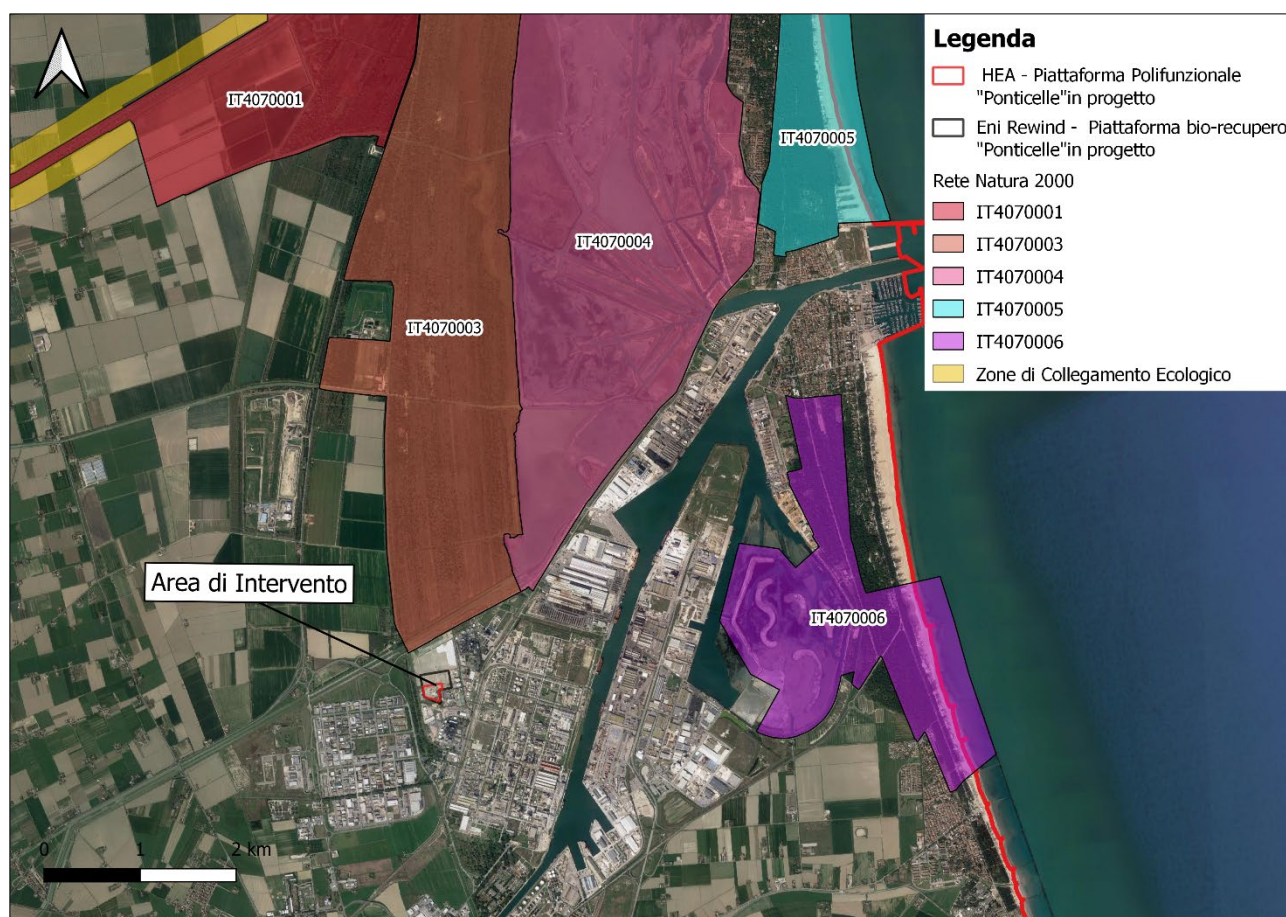 IT4070001
IT4070003
IT4070004
IT4070005
IT4070006
Area di Intervento
0 1 2 km
Legenda
HEA - Piattaforma Polifunzionale
"Ponticelle"in progetto
Eni Rewind - Piattaforma bio-recupero
"Ponticelle"in progetto
Rete Natura 2000
IT4070001
IT4070003
IT4070004
IT4070005
IT4070006
Zone di Collegamento Ecologico